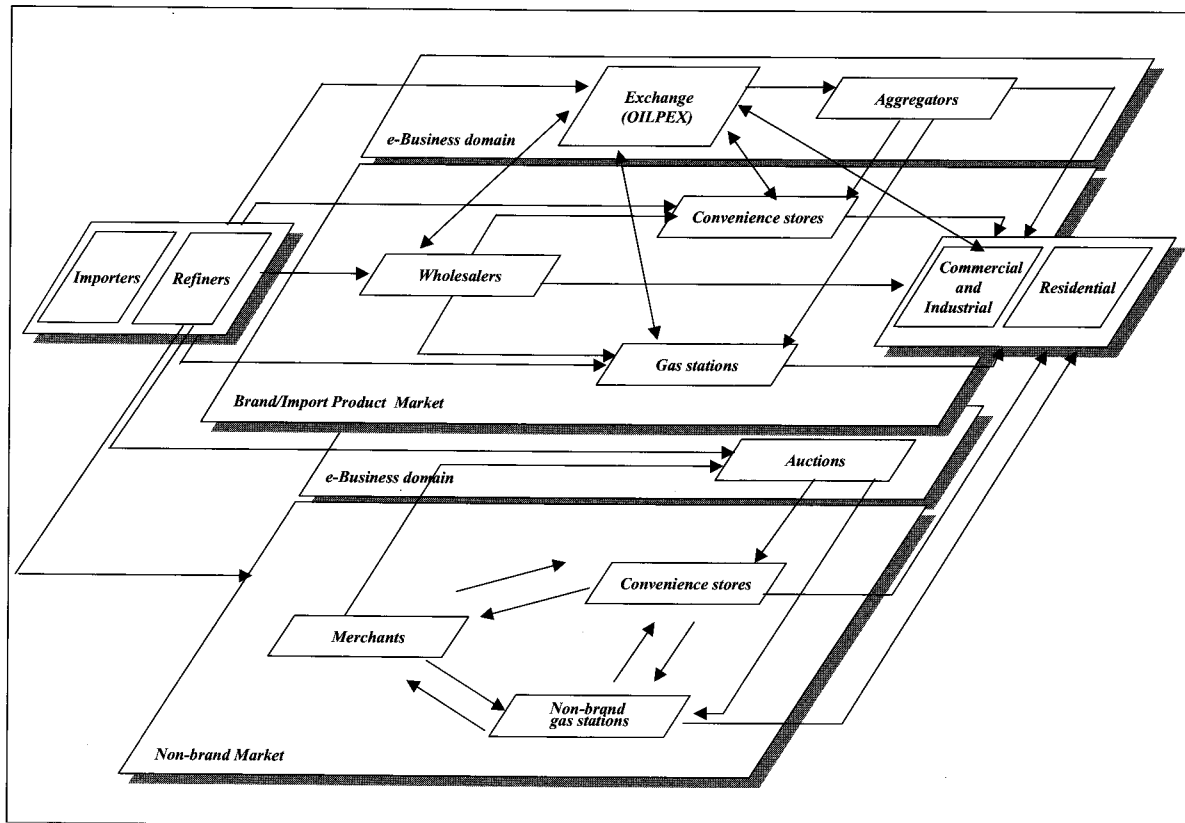 Exchange
(OILPEX)
Aggregators
e-Business domain
Convenience stores
Importers
Refiners
Wholesalers
Commercial
and
Industrial
Residential
Gas stations
Brand/Import Product Market
Auctions
e-Business domain
Convenience stores
Merchants
Non-brand
gas stations
Non-brand Market